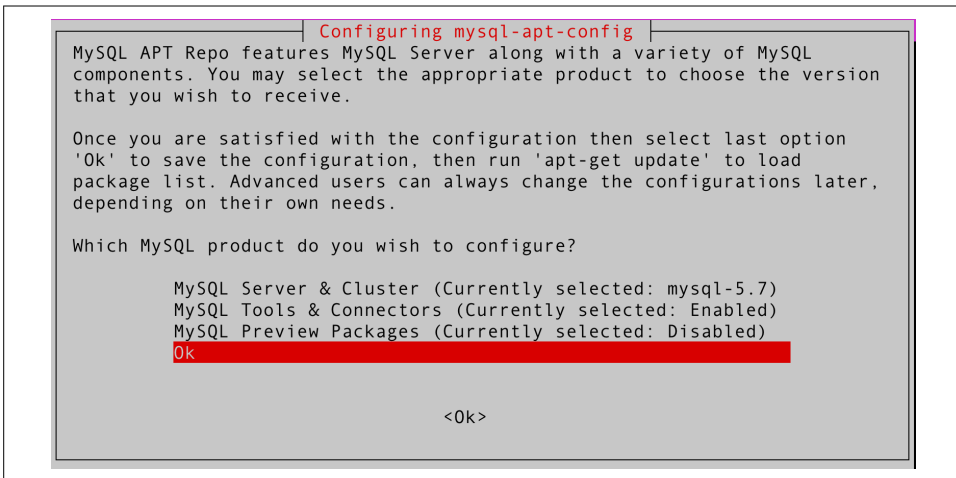 Configuring mysql-apt-config
MySQL APT Repo features MySQL Server along with a variety of MySQL
components. You may select the appropriate product to choose the version
that you wish to receive.
Once you are satisfied with the configuration then select last option
'Ok' to save the configuration, then run 'apt-get update' to load
package list. Advanced users can always change the configurations later,
depending on their own needs.
Which MySQL product do you wish to configure?
MySQL Server & Cluster (Currently selected: mysql-5.7)
MySQL Tools & Connectors (Currently selected: Enabled)
MySQL Preview Packages (Currently selected: Disabled)
Ok
<Ok>